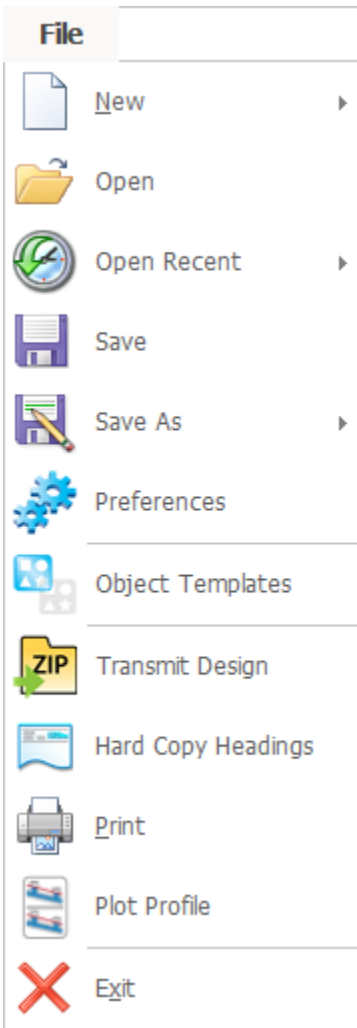 File
New
Open
Open Recent
Save
Save As
Preferences
Object Templates
ZIP
Transmit Design
Hard Copy Headings
Print
Plot Profile
Exit